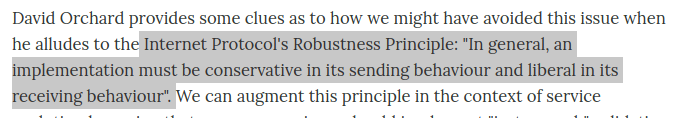 David Orchard provides some clues as to how we might have avoided this issue when
he alludes to the Internet Protocol's Robustness Principle: "In general, an
implementation must be conservative in its sending behaviour and liberal in its
receiving behaviour". We can augment this principle in the context of service